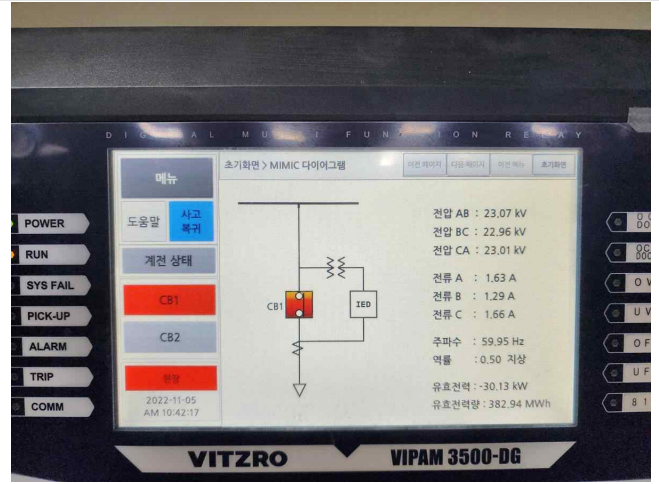 DIGITAL MULTI FUNCTION RELAY
메뉴
도움말
사고
복귀
계전 상태
CB1
CB2
현장
2022-11-05
AM 10:42:17
초기화면 > MIMIC 다이어그램
이전 페이지
다음 페이지
이전 메뉴
초기화면
CB1
IED
전압 AB : 23.07 kV
전압 BC : 22.96 kV
전압 CA : 23.01 kV
전류 A : 1.63 A
전류 B : 1.29 A
전류 C : 1.66 A
주파수 : 59.95 Hz
역률 : 0.50 지상
유효전력 : -30.13 kW
유효전력량 : 382.94 MWh
POWER
RUN
SYS FAIL
PICK-UP
ALARM
TRIP
COMM
O V
U V
O F
U F
8 1
VITZRO
VIPAM 3500-DG